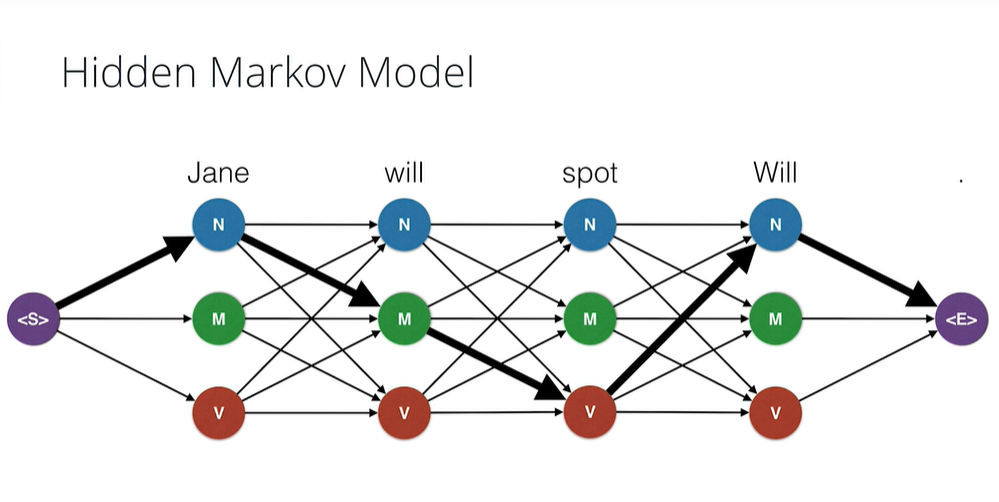 Hidden Markov Model
Jane will spot Will .
N N N N
<S> M M M M <E>
V V V V